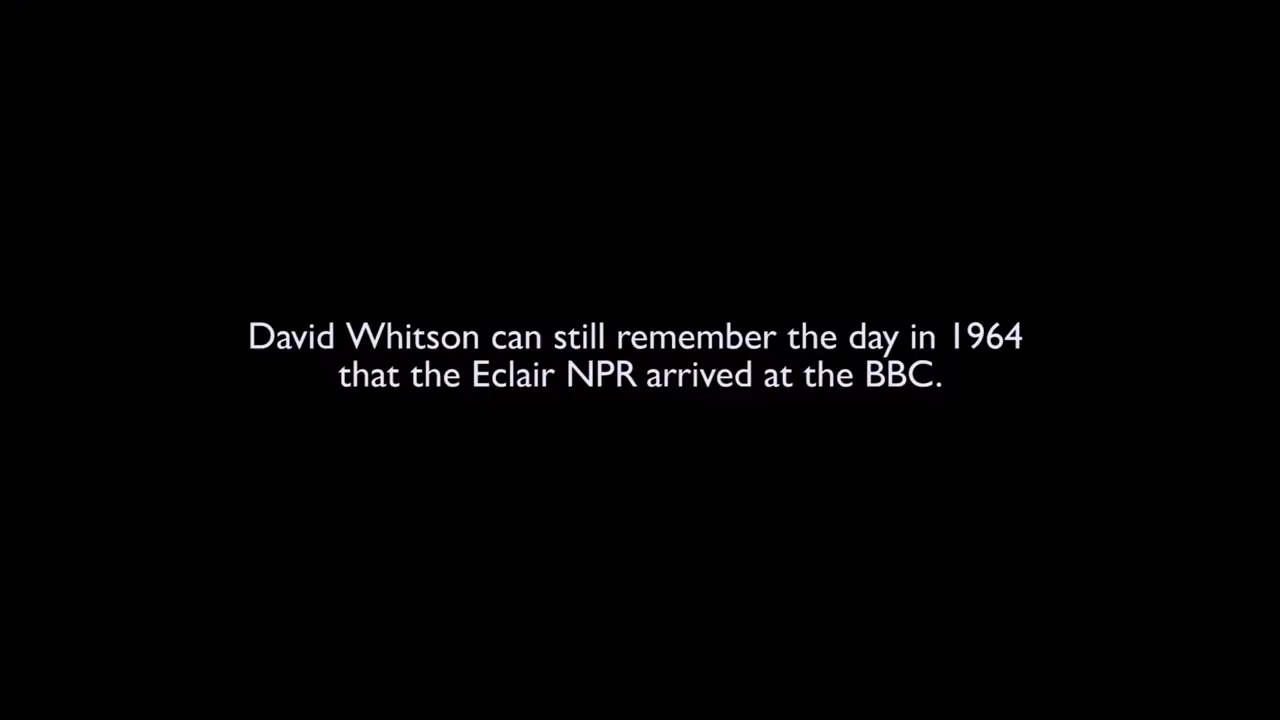 David Whitson can still remember the day in 1964
that the Eclair NPR arrived at the BBC.